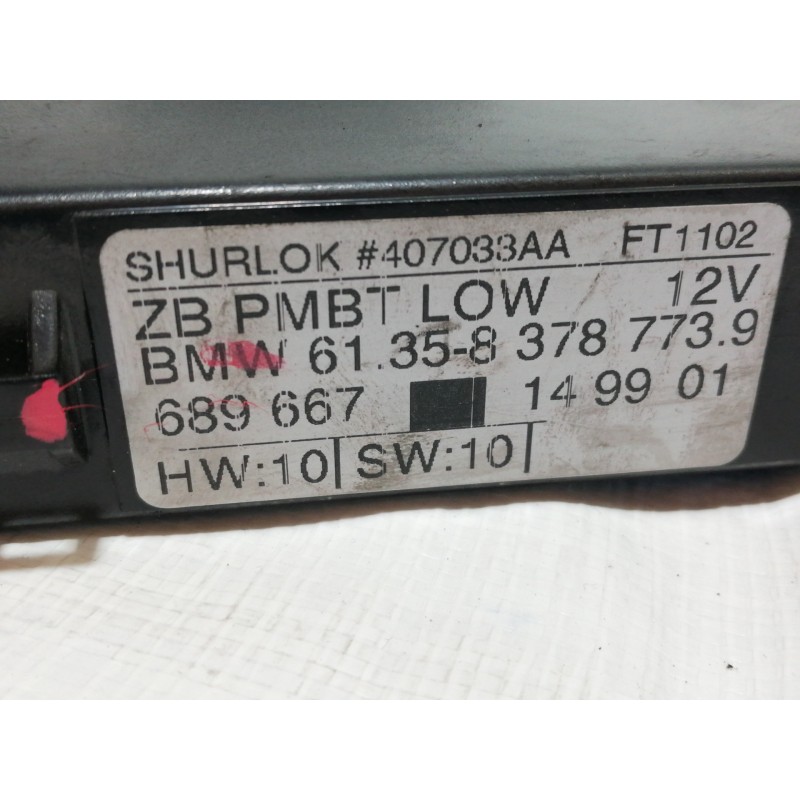 SHURLOK #407033AA FT1102
ZB PMBT LOW 12V
BMW 61.35-8 378 773.9
689 667 14 99 01
HW:10 SW:10